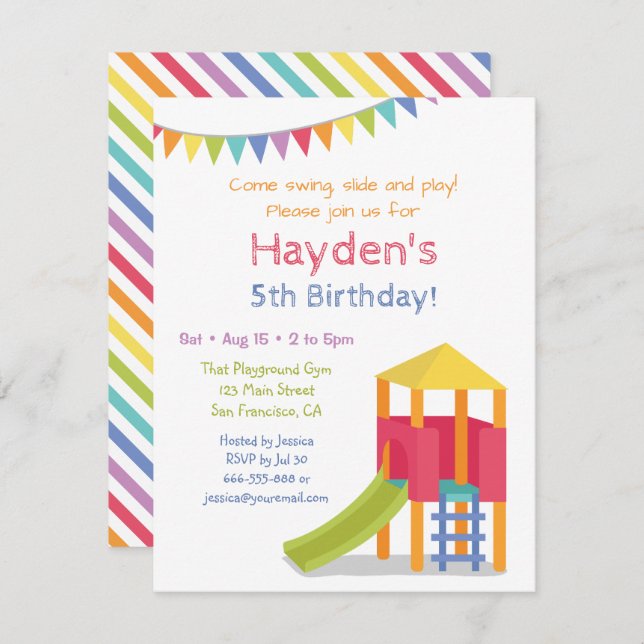 Come swing, slide and play!
Please join us for
Hayden's
5th Birthday!
Sat • Aug 15 • 2 to 5pm
That Playground Gym
123 Main Street
San Francisco, CA
Hosted by Jessica
RSVP by Jul 30
666-555-888 or
jessica@youremail.com